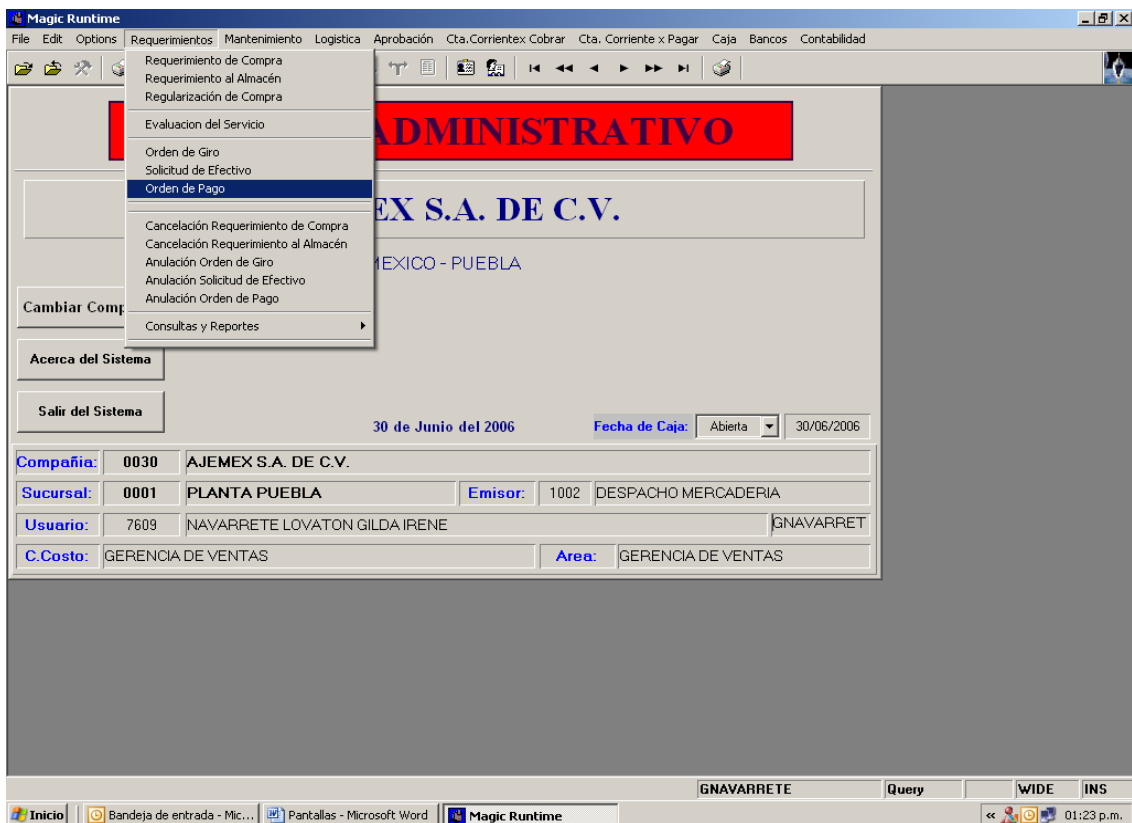 Magic Runtime
File Edit Options Requerimientos Mantenimiento Logistica Aprobación Cta.Corrientex Cobrar Cta. Corriente x Pagar Caja Bancos Contabilidad
Requerimiento de Compra
Requerimiento al Almacén
Regularización de Compra
Evaluacion del Servicio
Orden de Giro
Solicitud de Efectivo
Orden de Pago
Cancelación Requerimiento de Compra
Cancelación Requerimiento al Almacén
Anulación Orden de Giro
Anulación Solicitud de Efectivo
Anulación Orden de Pago
Consultas y Reportes
ADMINISTRATIVO
EX S.A. DE C.V.
MEXICO - PUEBLA
Cambiar Comp
Acerca del Sistema
Salir del Sistema
30 de Junio del 2006 Fecha de Caja: Abierta 30/06/2006
Compañia: 0030 AJEMEX S.A. DE C.V.
Sucursal: 0001 PLANTA PUEBLA Emisor: 1002 DESPACHO MERCADERIA
Usuario: 7609 NAVARRETE LOVATON GILDA IRENE GNAVARRET
C.Costo: GERENCIA DE VENTAS Area: GERENCIA DE VENTAS
GNAVARRETE Query WIDE INS
Inicio Bandeja de entrada - Mic... Pantallas - Microsoft Word Magic Runtime « 01:23 p.m.